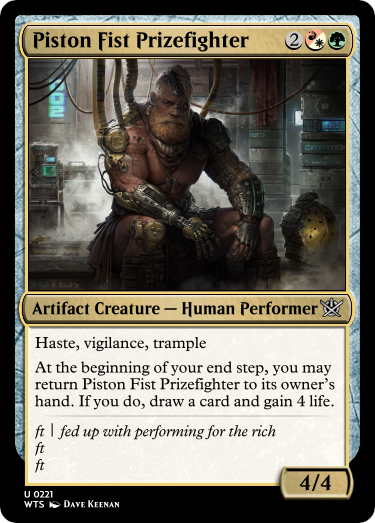 Piston Fist Prizefighter 2
Artifact Creature — Human Performer
Haste, vigilance, trample
At the beginning of your end step, you may
return Piston Fist Prizefighter to its owner's
hand. If you do, draw a card and gain 4 life.
ft | fed up with performing for the rich
ft
ft
4/4
U 0221
WTS Dave Keenan